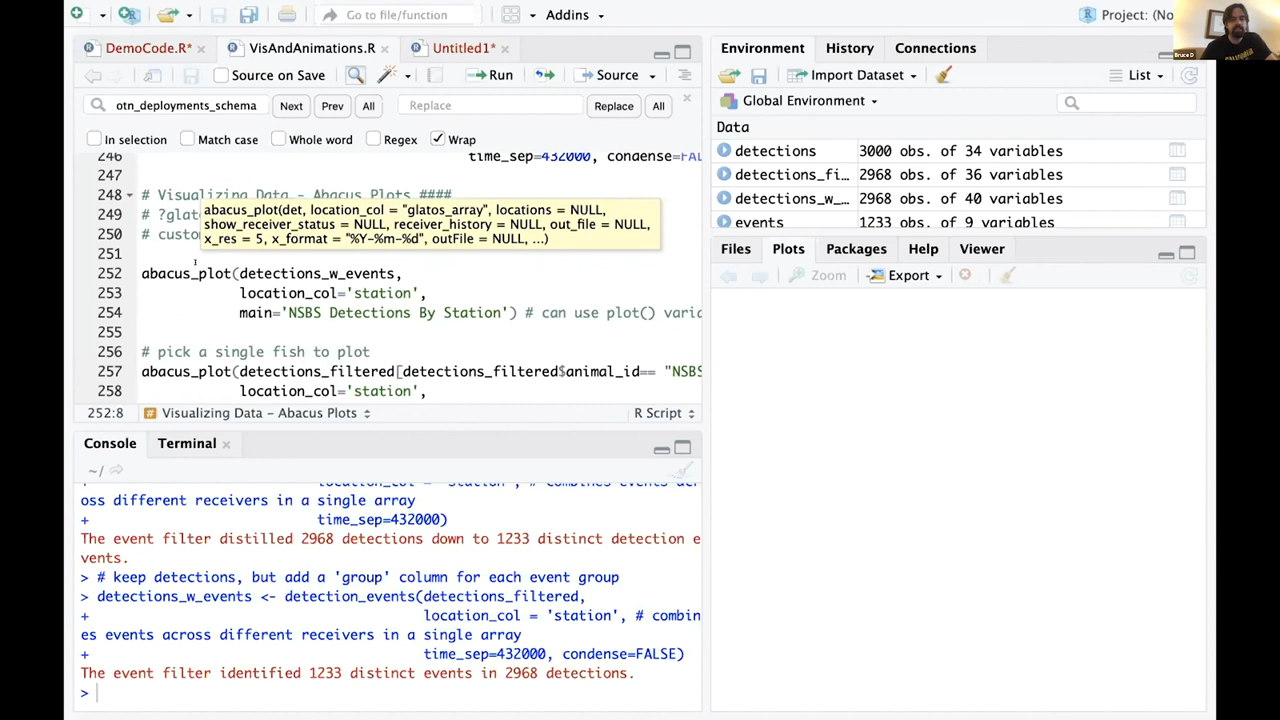 Go to file/function
Addins
Project: (No
Bruce D
DemoCode.R*
VisAndAnimations.R
Untitled1*
Source on Save
Run
Source
otn_deployments_schema
Next
Prev
All
Replace
Replace
All
In selection
Match case
Whole word
Regex
Wrap
246 time_sep=432000, condense=FAL
247
248 # Visualizing Data - Abacus Plots ####
249 # ?glato
250 # custo
abacus_plot(det, location_col = "glatos_array", locations = NULL,
show_receiver_status = NULL, receiver_history = NULL, out_file = NULL,
x_res = 5, x_format = "%Y-%m-%d", outFile = NULL, ...)
251
252 abacus_plot(detections_w_events,
253 location_col='station',
254 main='NSBS Detections By Station') # can use plot() varia
255
256 # pick a single fish to plot
257 abacus_plot(detections_filtered[detections_filtered$animal_id== "NSBS
258 location_col='station',
252:8
Visualizing Data - Abacus Plots
R Script
Console
Terminal
~/
+ location_col = 'station', # combines events acr
oss different receivers in a single array
+ time_sep=432000)
The event filter distilled 2968 detections down to 1233 distinct detection e
vents.
> # keep detections, but add a 'group' column for each event group
> detections_w_events <- detection_events(detections_filtered,
+ location_col = 'station', # combin
es events across different receivers in a single array
+ time_sep=432000, condense=FALSE)
The event filter identified 1233 distinct events in 2968 detections.
>
Environment
History
Connections
Import Dataset
List
Global Environment
Data
detections 3000 obs. of 34 variables
detections_fi… 2968 obs. of 36 variables
detections_w_… 2968 obs. of 40 variables
events 1233 obs. of 9 variables
Files
Plots
Packages
Help
Viewer
Zoom
Export